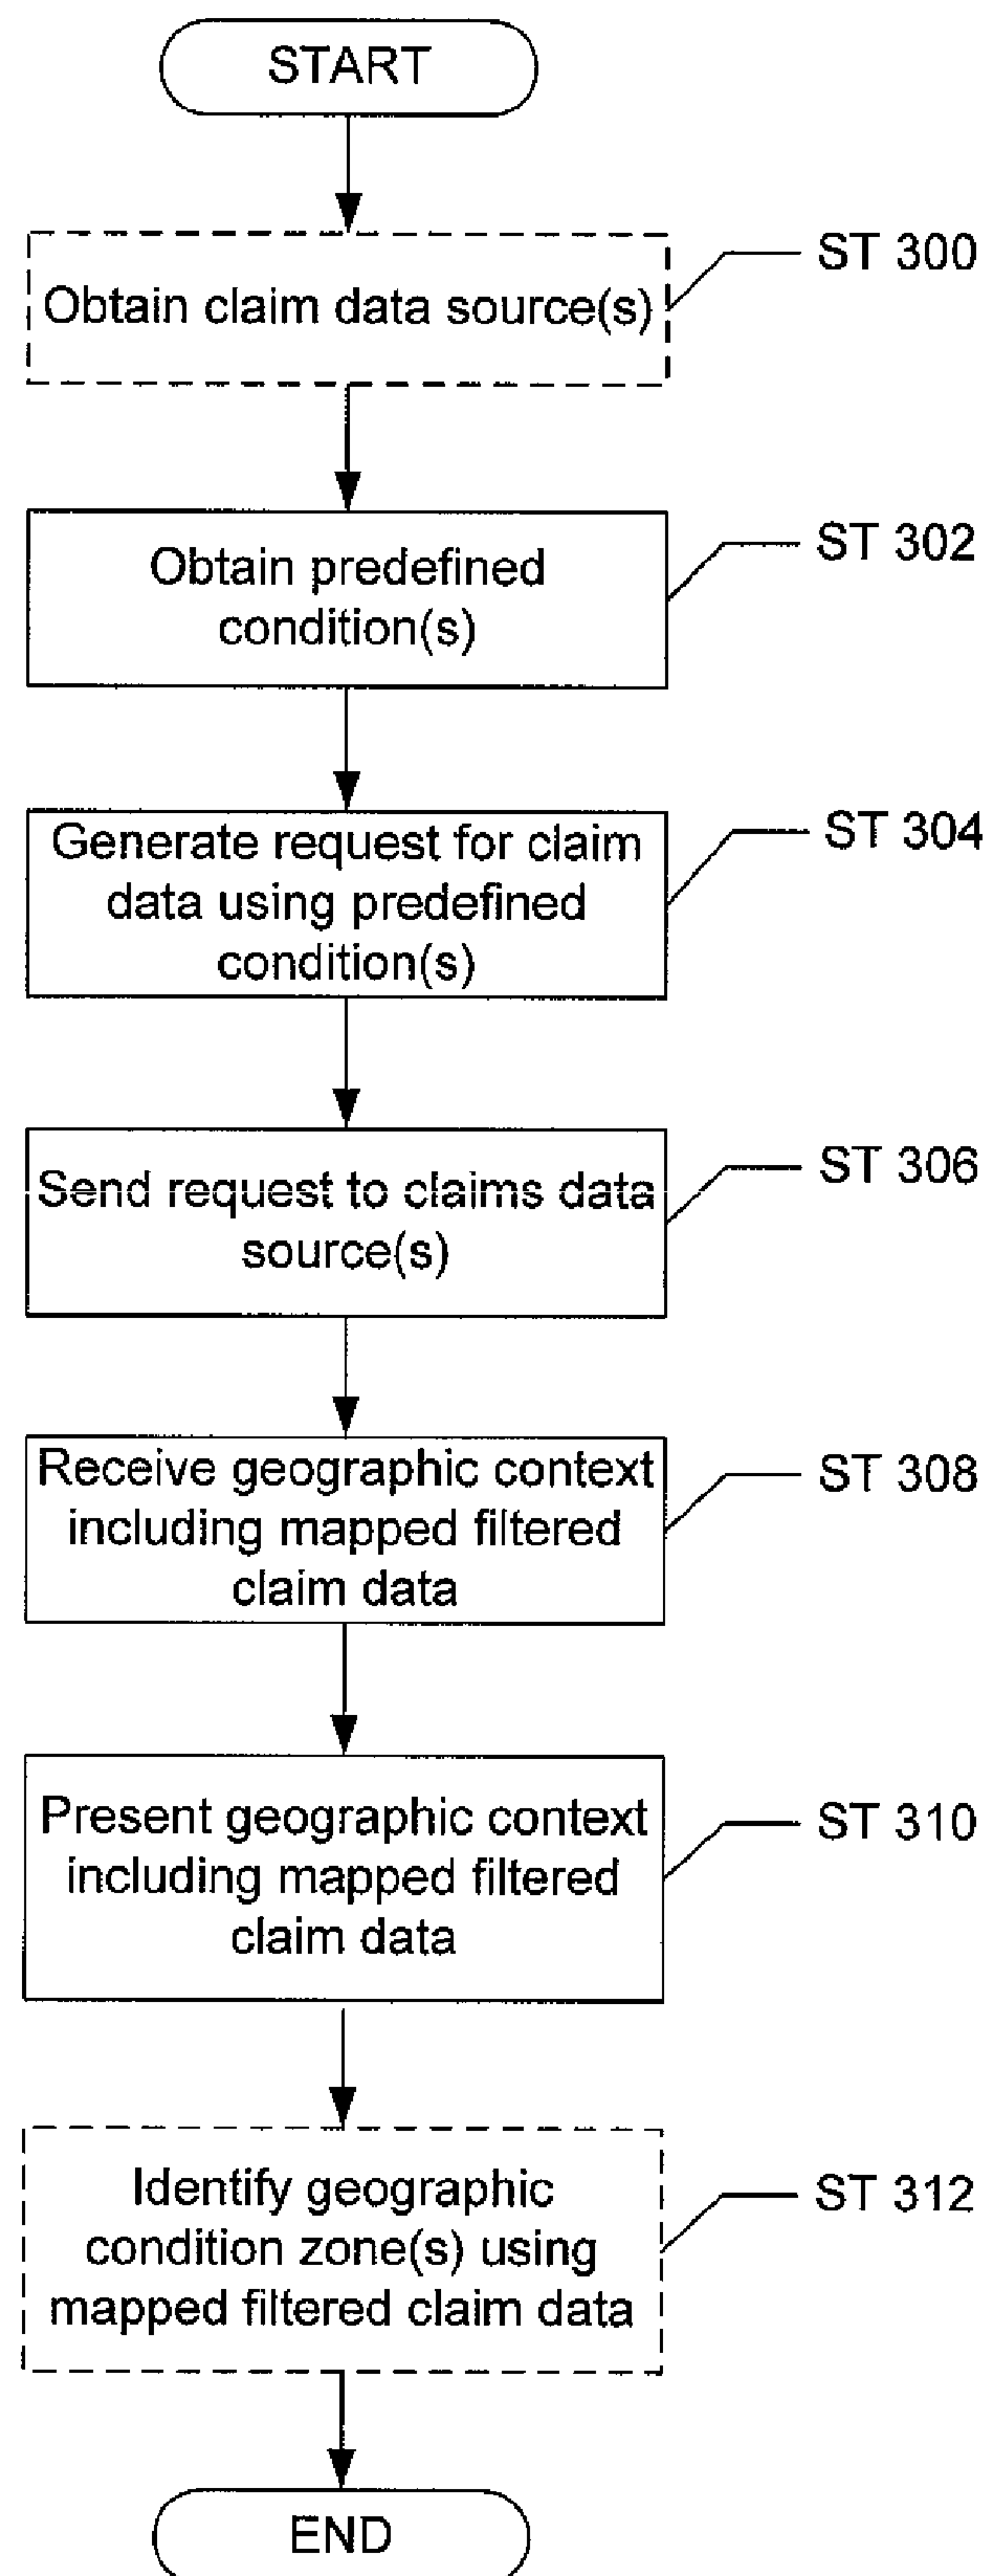 START
Obtain claim data source(s)
ST 300
Obtain predefined
condition(s)
ST 302
Generate request for claim
data using predefined
condition(s)
ST 304
Send request to claims data
source(s)
ST 306
Receive geographic context
including mapped filtered
claim data
ST 308
Present geographic context
including mapped filtered
claim data
ST 310
Identify geographic
condition zone(s) using
mapped filtered claim data
ST 312
END